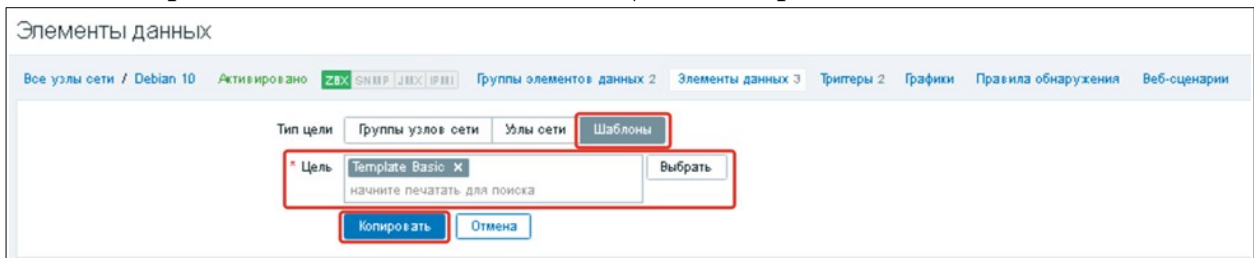 Элементы данных
Все узлы сети / Debian 10 Активировано ZBX SNMP JMX IPMI Группы элементов данных 2 Элементы данных 3 Триггеры 2 Графики Правила обнаружения Веб-сценарии
Тип цели Группы узлов сети Узлы сети Шаблоны
* Цель Template Basic × Выбрать
начните печатать для поиска
Копировать Отмена